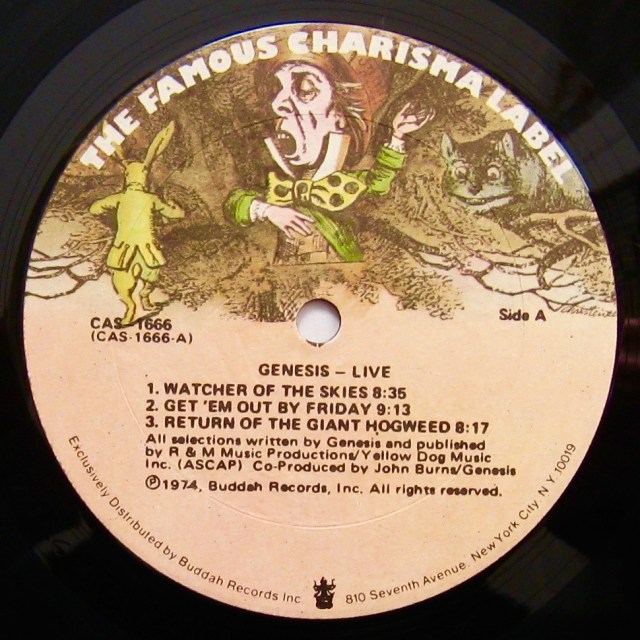 THE FAMOUS CHARISMA LABEL
CAS-1666
(CAS-1666-A)
Side A
GENESIS – LIVE
1. WATCHER OF THE SKIES 8:35
2. GET 'EM OUT BY FRIDAY 9:13
3. RETURN OF THE GIANT HOGWEED 8:17
All selections written by Genesis and published
by R & M Music Productions/Yellow Dog Music
Inc. (ASCAP) Co-Produced by John Burns/Genesis
℗1974, Buddah Records, Inc. All rights reserved.
Exclusively Distributed by Buddah Records Inc. 810 Seventh Avenue, New York City, N.Y. 10019